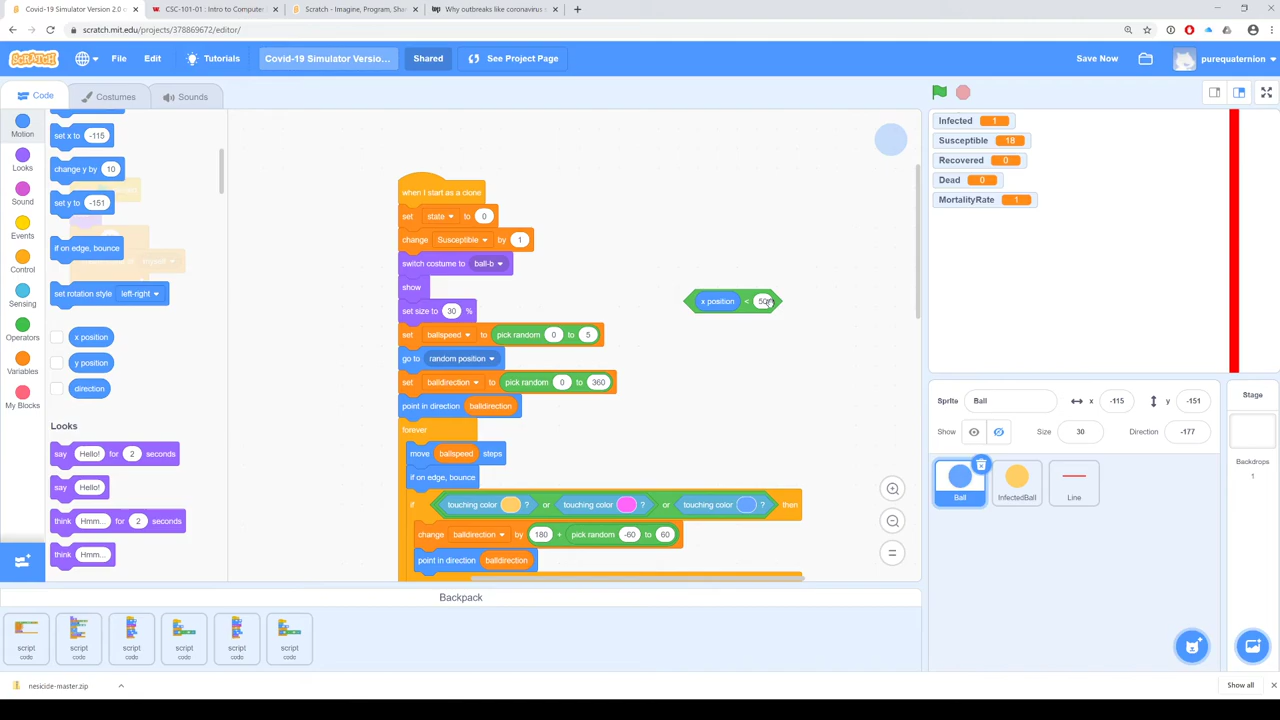 Covid-19 Simulator Version 2.0 o
CSC-101-01 : Intro to Computer
Scratch - Imagine, Program, Sha
Why outbreaks like coronavirus s
scratch.mit.edu/projects/378869672/editor/
SCRATCH
File
Edit
Tutorials
Covid-19 Simulator Versio...
Shared
See Project Page
Save Now
purequaternion
Code
Costumes
Sounds
Motion
Looks
Sound
Events
Control
Sensing
Operators
Variables
My Blocks
set x to -115
change y by 10
set y to -151
if on edge, bounce
set rotation style left-right
x position
y position
direction
Looks
say Hello! for 2 seconds
say Hello!
think Hmm... for 2 seconds
think Hmm...
when I start as a clone
set state to 0
change Susceptible by 1
switch costume to ball-b
show
set size to 30 %
set ballspeed to pick random 0 to 5
go to random position
set balldirection to pick random 0 to 360
point in direction balldirection
forever
move ballspeed steps
if on edge, bounce
if touching color ? or touching color ? or touching color ? then
change balldirection by 180 + pick random -60 to 60
point in direction balldirection
x position <
Infected 1
Susceptible 18
Recovered 0
Dead 0
MortalityRate 1
Sprite Ball x -115 y -151
Show Size 30 Direction -177
Ball
InfectedBall
Line
Stage
Backdrops
1
Backpack
script
code
script
code
script
code
script
code
script
code
script
code
nesicide-master.zip
Show all